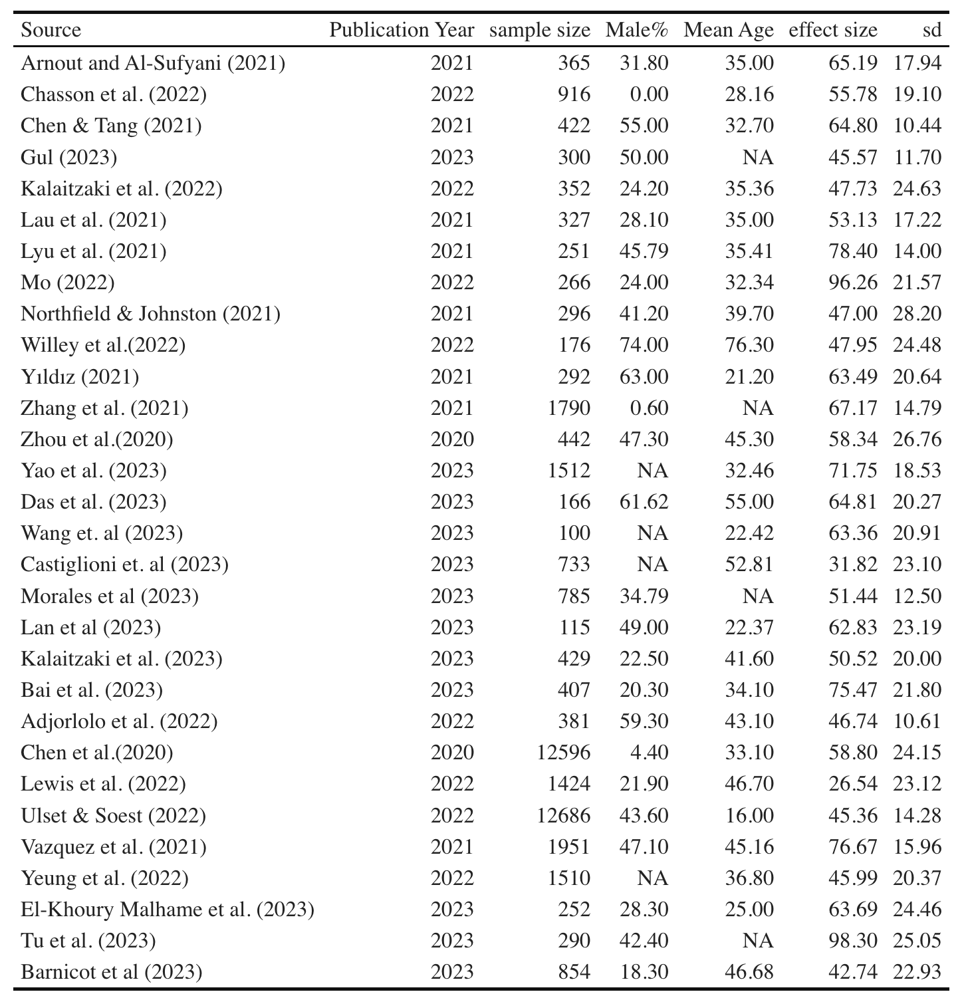 Source Publication Year sample size Male% Mean Age effect size sd
Arnout and Al-Sufyani (2021) 2021 365 31.80 35.00 65.19 17.94
Chasson et al. (2022) 2022 916 0.00 28.16 55.78 19.10
Chen & Tang (2021) 2021 422 55.00 32.70 64.80 10.44
Gul (2023) 2023 300 50.00 NA 45.57 11.70
Kalaitzaki et al. (2022) 2022 352 24.20 35.36 47.73 24.63
Lau et al. (2021) 2021 327 28.10 35.00 53.13 17.22
Lyu et al. (2021) 2021 251 45.79 35.41 78.40 14.00
Mo (2022) 2022 266 24.00 32.34 96.26 21.57
Northfield & Johnston (2021) 2021 296 41.20 39.70 47.00 28.20
Willey et al.(2022) 2022 176 74.00 76.30 47.95 24.48
Yıldız (2021) 2021 292 63.00 21.20 63.49 20.64
Zhang et al. (2021) 2021 1790 0.60 NA 67.17 14.79
Zhou et al.(2020) 2020 442 47.30 45.30 58.34 26.76
Yao et al. (2023) 2023 1512 NA 32.46 71.75 18.53
Das et al. (2023) 2023 166 61.62 55.00 64.81 20.27
Wang et. al (2023) 2023 100 NA 22.42 63.36 20.91
Castiglioni et. al (2023) 2023 733 NA 52.81 31.82 23.10
Morales et al (2023) 2023 785 34.79 NA 51.44 12.50
Lan et al (2023) 2023 115 49.00 22.37 62.83 23.19
Kalaitzaki et al. (2023) 2023 429 22.50 41.60 50.52 20.00
Bai et al. (2023) 2023 407 20.30 34.10 75.47 21.80
Adjorlolo et al. (2022) 2022 381 59.30 43.10 46.74 10.61
Chen et al.(2020) 2020 12596 4.40 33.10 58.80 24.15
Lewis et al. (2022) 2022 1424 21.90 46.70 26.54 23.12
Ulset & Soest (2022) 2022 12686 43.60 16.00 45.36 14.28
Vazquez et al. (2021) 2021 1951 47.10 45.16 76.67 15.96
Yeung et al. (2022) 2022 1510 NA 36.80 45.99 20.37
El-Khoury Malhame et al. (2023) 2023 252 28.30 25.00 63.69 24.46
Tu et al. (2023) 2023 290 42.40 NA 98.30 25.05
Barnicot et al (2023) 2023 854 18.30 46.68 42.74 22.93